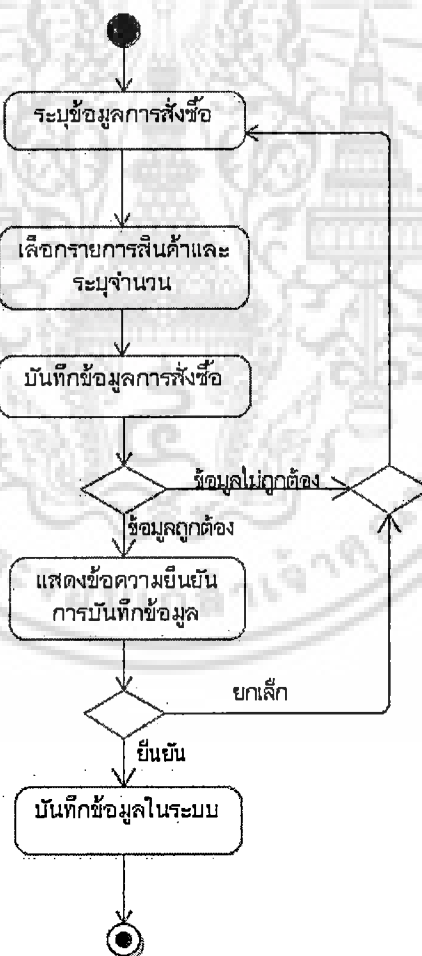 ระบุข้อมูลการสั่งซื้อ
เลือกรายการสินค้าและ
ระบุจำนวน
บันทึกข้อมูลการสั่งซื้อ
ข้อมูลไม่ถูกต้อง
ข้อมูลถูกต้อง
แสดงข้อความยืนยัน
การบันทึกข้อมูล
ยกเลิก
ยืนยัน
บันทึกข้อมูลในระบบ